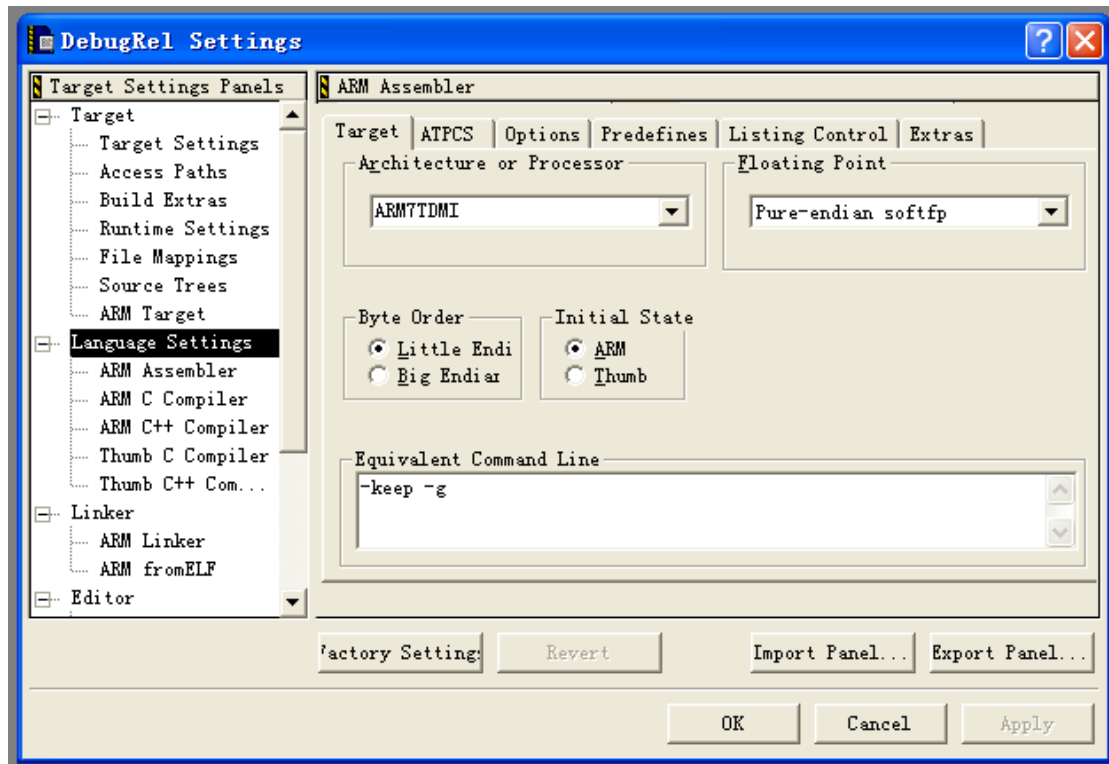 DebugRel Settings
Target Settings Panels
Target
Target Settings
Access Paths
Build Extras
Runtime Settings
File Mappings
Source Trees
ARM Target
Language Settings
ARM Assembler
ARM C Compiler
ARM C++ Compiler
Thumb C Compiler
Thumb C++ Com...
Linker
ARM Linker
ARM fromELF
Editor
ARM Assembler
Target ATPCS Options Predefines Listing Control Extras
Architecture or Processor
ARM7TDMI
Floating Point
Pure-endian softfp
Byte Order
Little Endi
Big Endiar
Initial State
ARM
Thumb
Equivalent Command Line
-keep -g
Factory Settings Revert Import Panel... Export Panel...
OK Cancel Apply